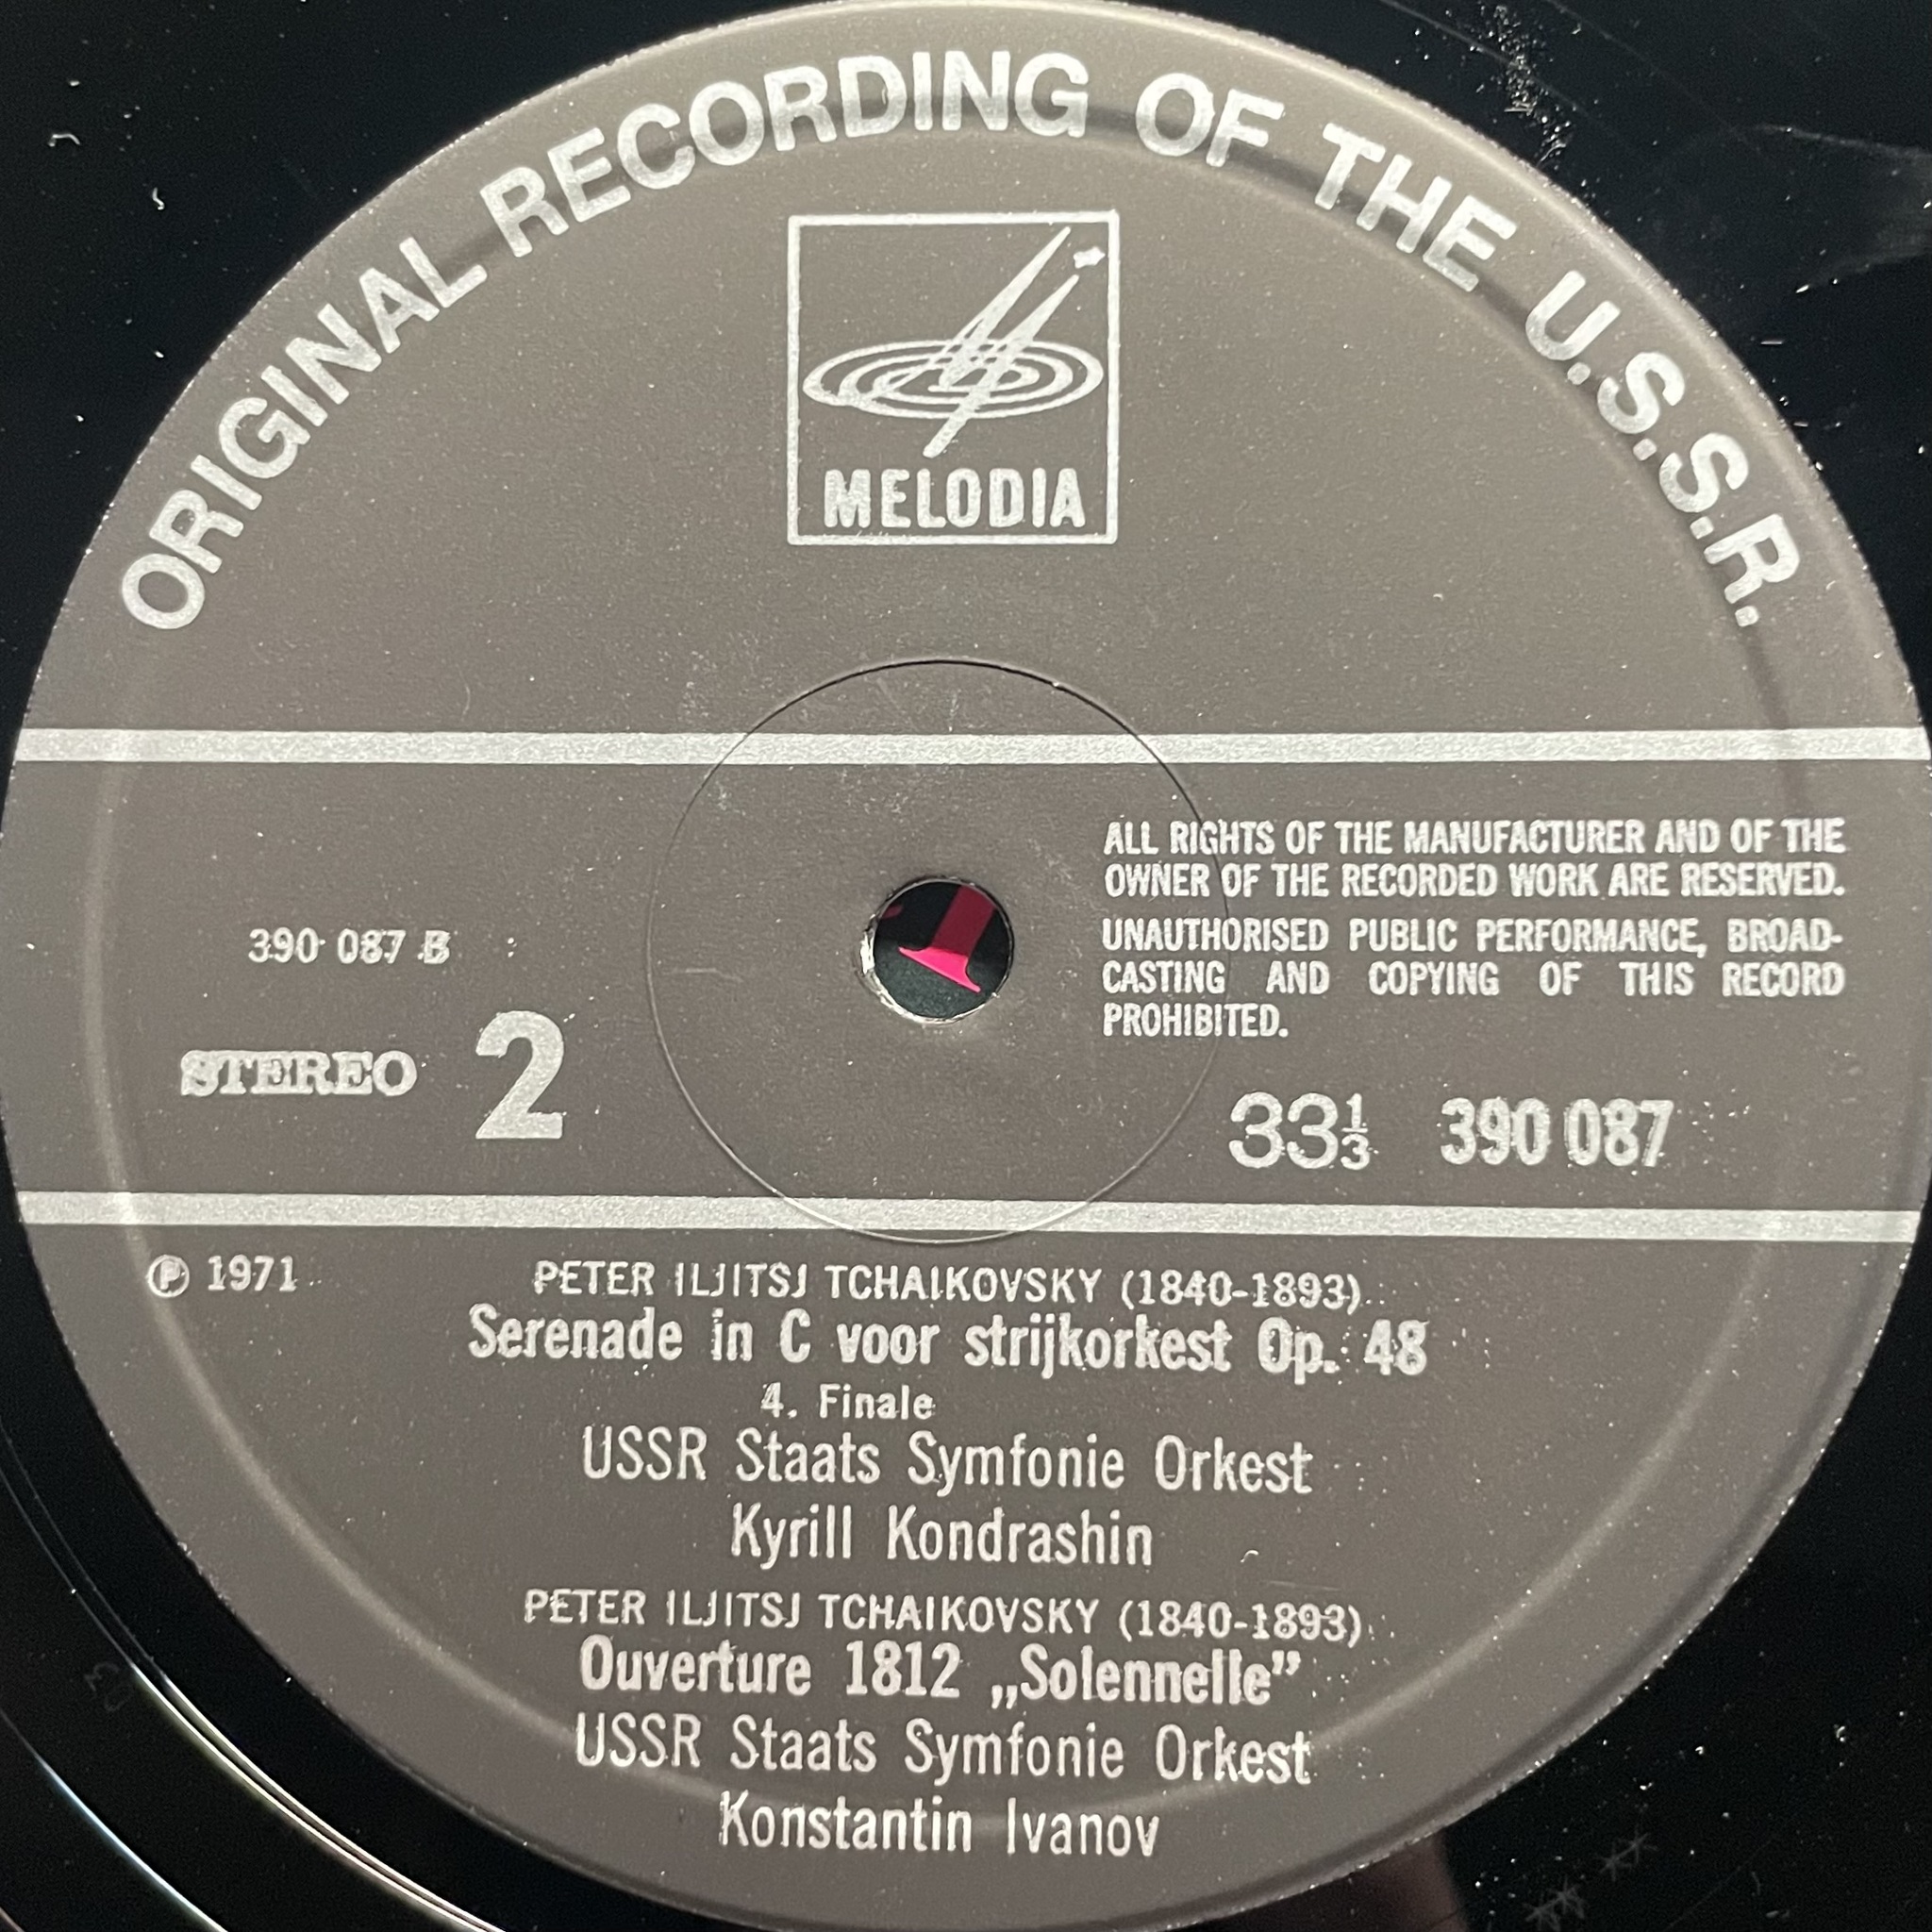 ORIGINAL RECORDING OF THE U.S.S.R.
MELODIA
ALL RIGHTS OF THE MANUFACTURER AND OF THE
OWNER OF THE RECORDED WORK ARE RESERVED.
UNAUTHORISED PUBLIC PERFORMANCE, BROAD-
CASTING AND COPYING OF THIS RECORD
PROHIBITED.
390 087 B
STEREO 2
33⅓ 390 087
℗ 1971
PETER ILJITSJ TCHAIKOVSKY (1840-1893)
Serenade in C voor strijkorkest Op. 48
4. Finale
USSR Staats Symfonie Orkest
Kyrill Kondrashin
PETER ILJITSJ TCHAIKOVSKY (1840-1893)
Ouverture 1812 „Solennelle”
USSR Staats Symfonie Orkest
Konstantin Ivanov